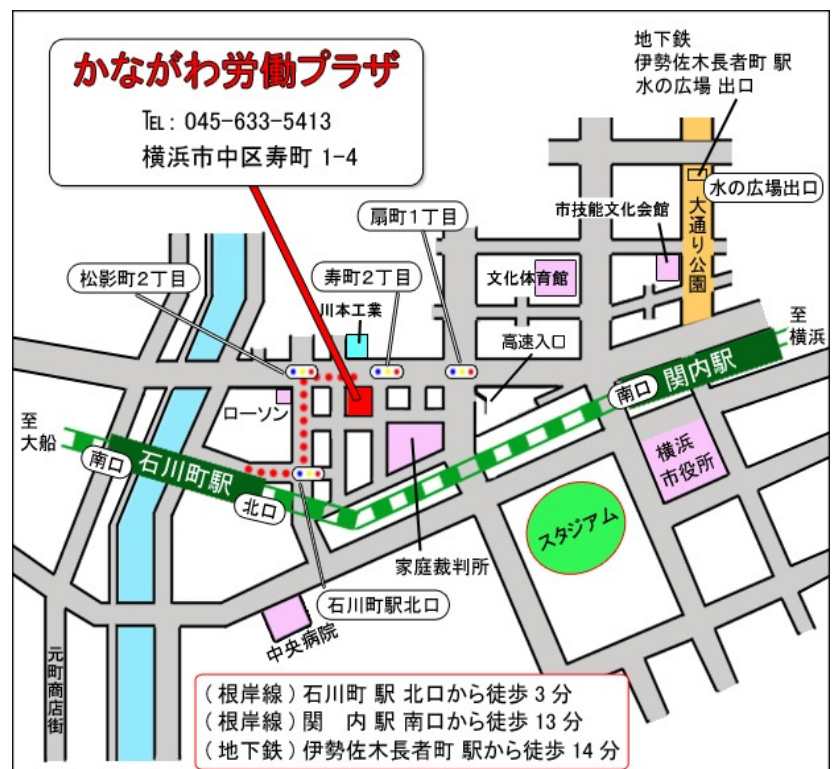 かながわ労働プラザ
TEL: 045-633-5413
横浜市中区寿町 1-4
地下鉄
伊勢佐木長者町 駅
水の広場 出口
水の広場出口
大通り公園
市技能文化会館
扇町1丁目
松影町2丁目
寿町2丁目
川本工業
文化体育館
高速入口
至
横浜
関内駅
南口
ローソン
至
大船
南口
石川町駅
北口
横浜
市役所
スタジアム
家庭裁判所
石川町駅北口
中央病院
元町商店街
(根岸線) 石川町 駅 北口から徒歩 3 分
(根岸線) 関 内 駅 南口から徒歩 13 分
(地下鉄) 伊勢佐木長者町 駅から徒歩 14 分